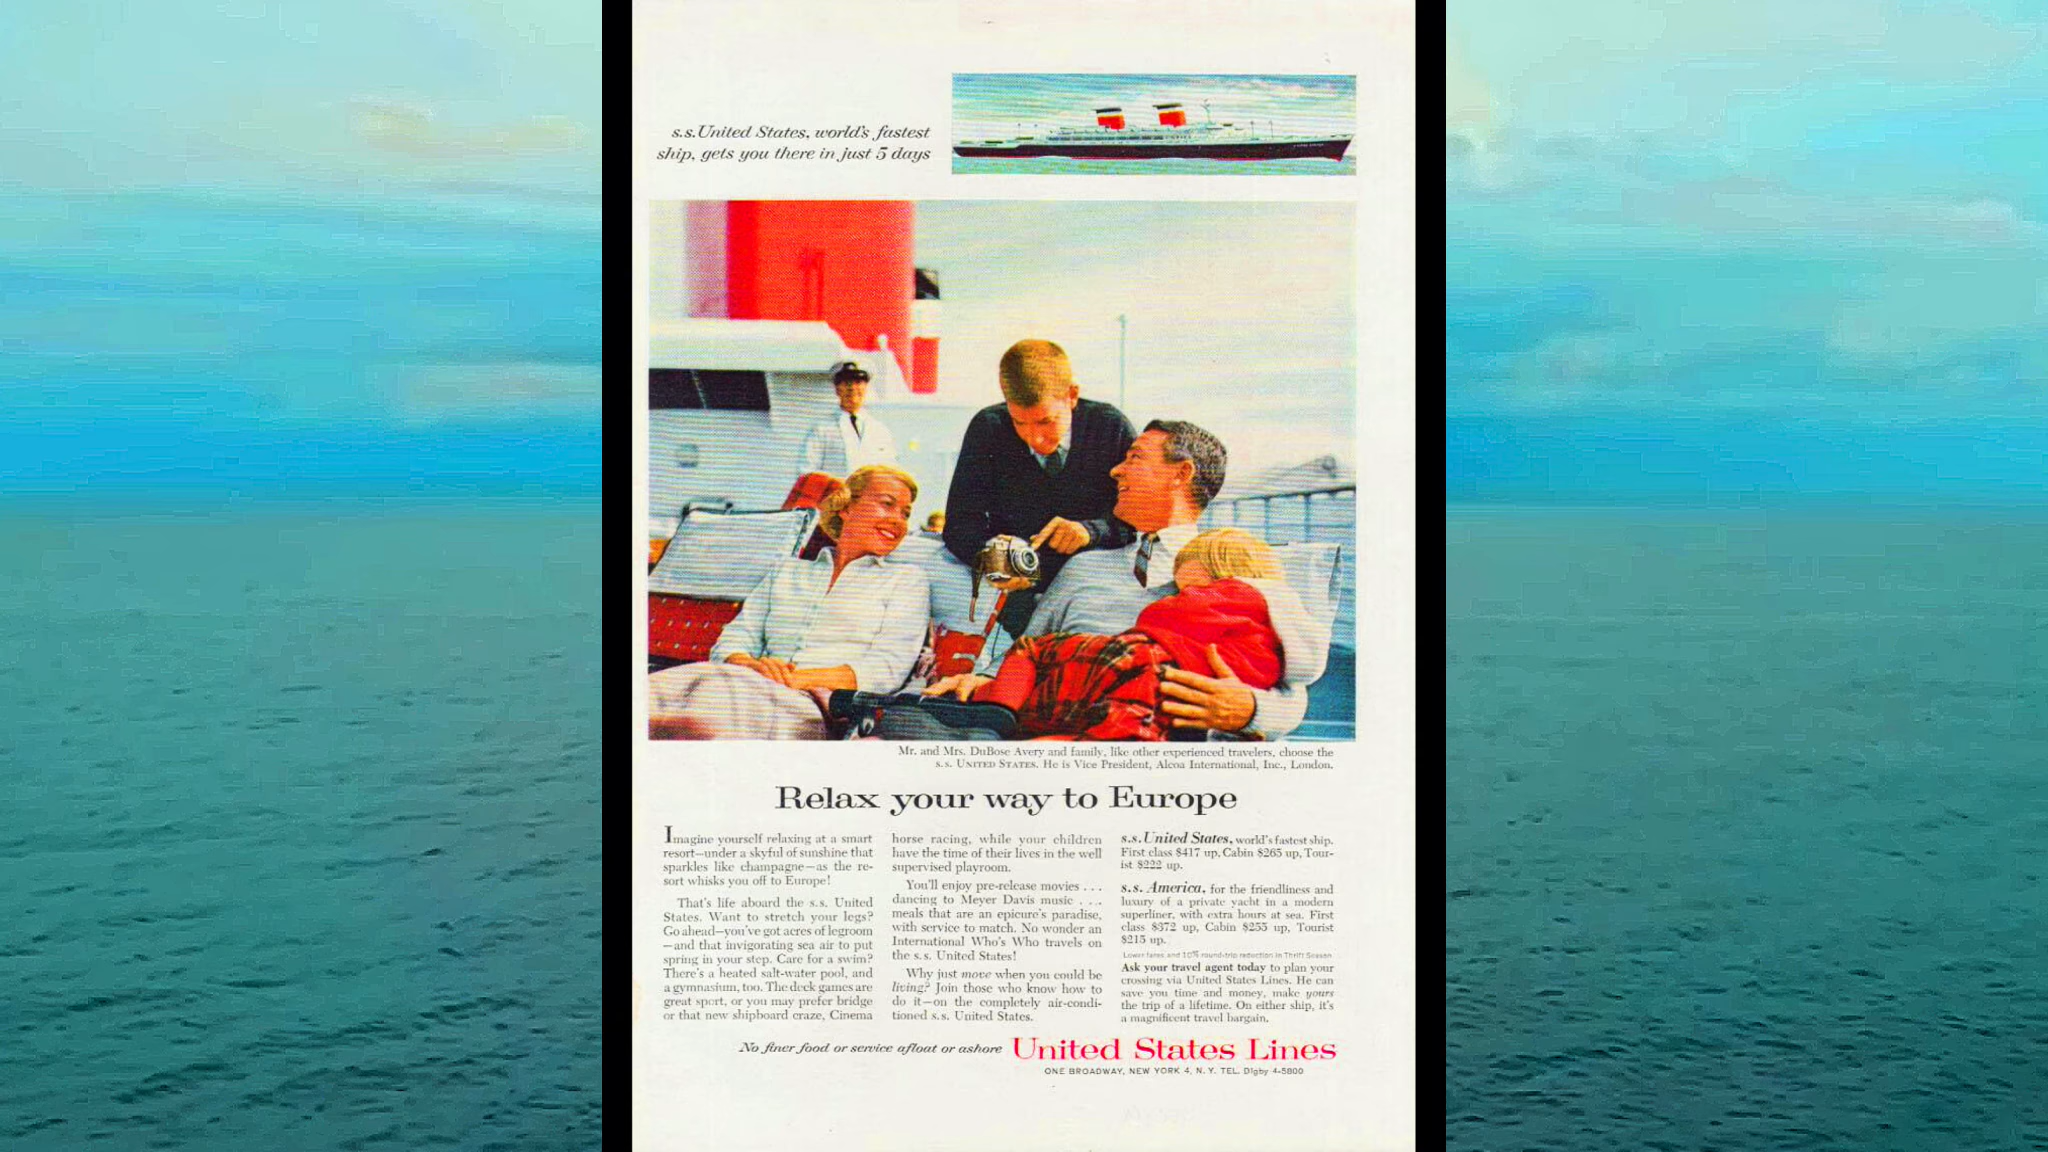 s.s. United States, world's fastest
ship, gets you there in just 5 days
Mr. and Mrs. DuBose Avery and family, like other experienced travelers, choose the
s.s. UNITED STATES. He is Vice President, Alcoa International, Inc., London.
Relax your way to Europe
Imagine yourself relaxing at a smart
resort—under a skyful of sunshine that
sparkles like champagne—as the re-
sort whisks you off to Europe!
That's life aboard the s.s. United
States. Want to stretch your legs?
Go ahead—you've got acres of legroom
—and that invigorating sea air to put
spring in your step. Care for a swim?
There's a heated salt-water pool, and
a gymnasium, too. The deck games are
great sport, or you may prefer bridge
or that new shipboard craze, Cinema
horse racing, while your children
have the time of their lives in the well
supervised playroom.
You'll enjoy pre-release movies . . .
dancing to Meyer Davis music . . .
meals that are an epicure's paradise,
with service to match. No wonder an
International Who's Who travels on
the s.s. United States!
Why just move when you could be
living? Join those who know how to
do it—on the completely air-condi-
tioned s.s. United States.
s.s. United States, world's fastest ship.
First class $417 up, Cabin $265 up, Tour-
ist $222 up.
s.s. America, for the friendliness and
luxury of a private yacht in a modern
superliner, with extra hours at sea. First
class $372 up, Cabin $255 up, Tourist
$215 up.
Lower fares and 10% round-trip reduction in Thrift Season
Ask your travel agent today to plan your
crossing via United States Lines. He can
save you time and money, make yours
the trip of a lifetime. On either ship, it's
a magnificent travel bargain.
No finer food or service afloat or ashore United States Lines
ONE BROADWAY, NEW YORK 4, N. Y. TEL. DIgby 4-5800